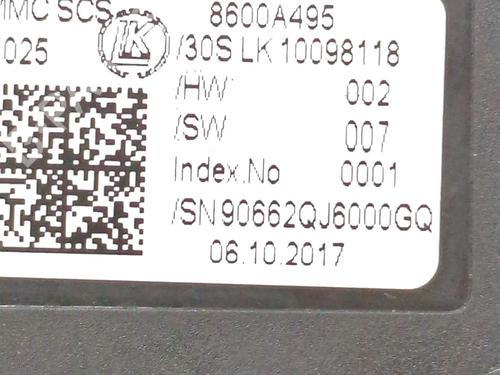 MMC SCS 8600A495
LK
025 /30S LK 10098118
/HW 002
/SW 007
Index.No 0001
/SN 90662QJ6000GQ
06.10.2017